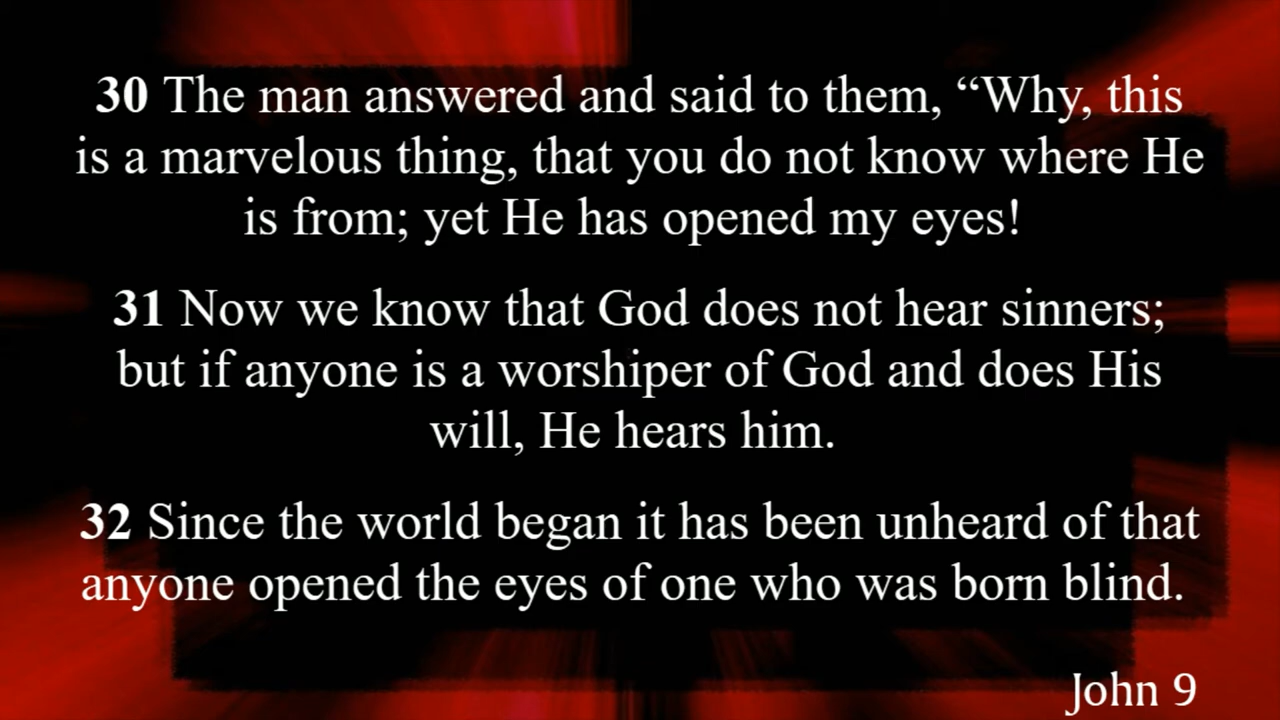 30 The man answered and said to them, “Why, this
is a marvelous thing, that you do not know where He
is from; yet He has opened my eyes!
31 Now we know that God does not hear sinners;
but if anyone is a worshiper of God and does His
will, He hears him.
32 Since the world began it has been unheard of that
anyone opened the eyes of one who was born blind.
John 9